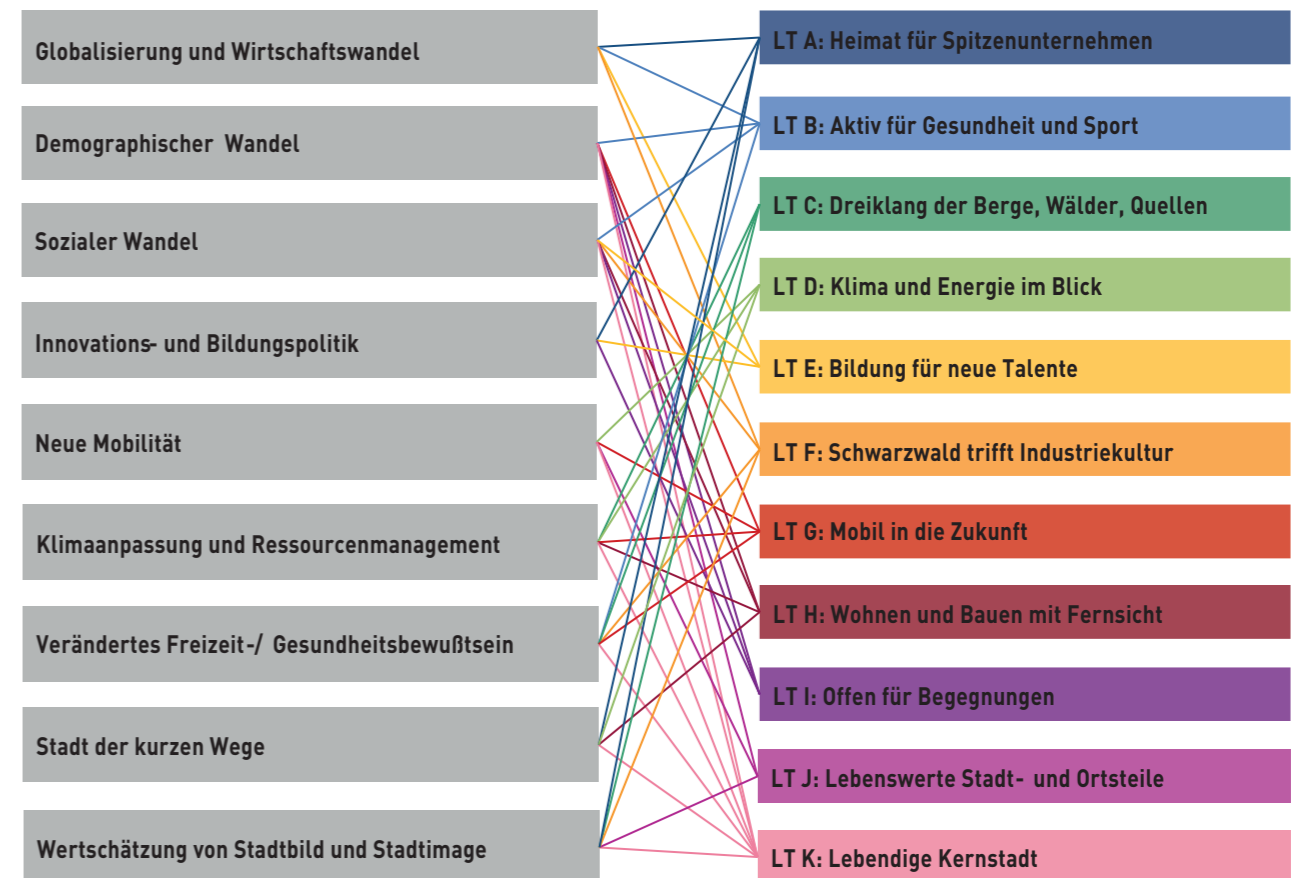 Globalisierung und Wirtschaftswandel
Demographischer Wandel
Sozialer Wandel
Innovations- und Bildungspolitik
Neue Mobilität
Klimaanpassung und Ressourcenmanagement
Verändertes Freizeit-/ Gesundheitsbewußtsein
Stadt der kurzen Wege
Wertschätzung von Stadtbild und Stadtimage
LT A: Heimat für Spitzenunternehmen
LT B: Aktiv für Gesundheit und Sport
LT C: Dreiklang der Berge, Wälder, Quellen
LT D: Klima und Energie im Blick
LT E: Bildung für neue Talente
LT F: Schwarzwald trifft Industriekultur
LT G: Mobil in die Zukunft
LT H: Wohnen und Bauen mit Fernsicht
LT I: Offen für Begegnungen
LT J: Lebenswerte Stadt- und Ortsteile
LT K: Lebendige Kernstadt